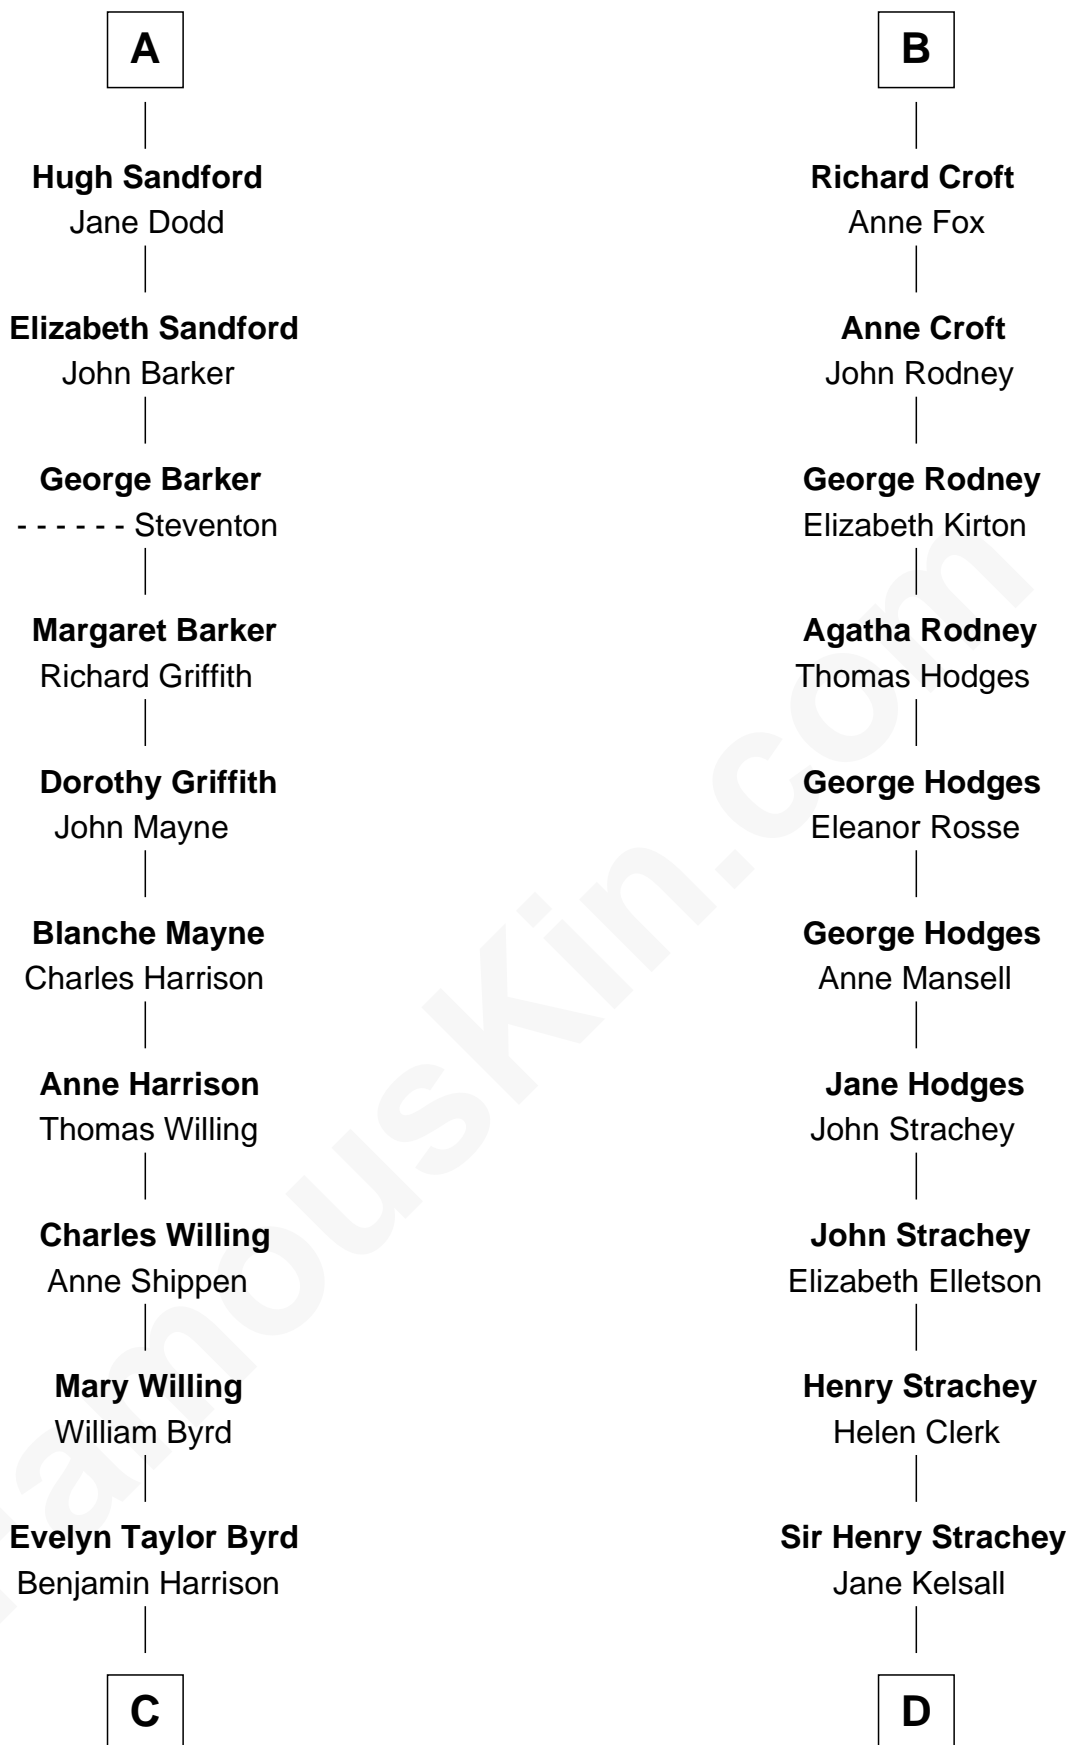 A
Hugh Sandford
Jane Dodd
Elizabeth Sandford
John Barker
George Barker
- - - - - - Steventon
Margaret Barker
Richard Griffith
Dorothy Griffith
John Mayne
Blanche Mayne
Charles Harrison
Anne Harrison
Thomas Willing
Charles Willing
Anne Shippen
Mary Willing
William Byrd
Evelyn Taylor Byrd
Benjamin Harrison
C
B
Richard Croft
Anne Fox
Anne Croft
John Rodney
George Rodney
Elizabeth Kirton
Agatha Rodney
Thomas Hodges
George Hodges
Eleanor Rosse
George Hodges
Anne Mansell
Jane Hodges
John Strachey
John Strachey
Elizabeth Elletson
Henry Strachey
Helen Clerk
Sir Henry Strachey
Jane Kelsall
D
FamousKin.com